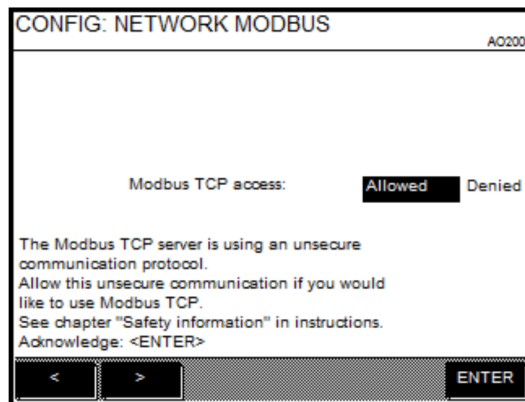 CONFIG: NETWORK MODBUS
AO200
Modbus TCP access: Allowed Denied
The Modbus TCP server is using an unsecure
communication protocol.
Allow this unsecure communication if you would
like to use Modbus TCP.
See chapter "Safety information" in instructions.
Acknowledge: <ENTER>
< > ENTER